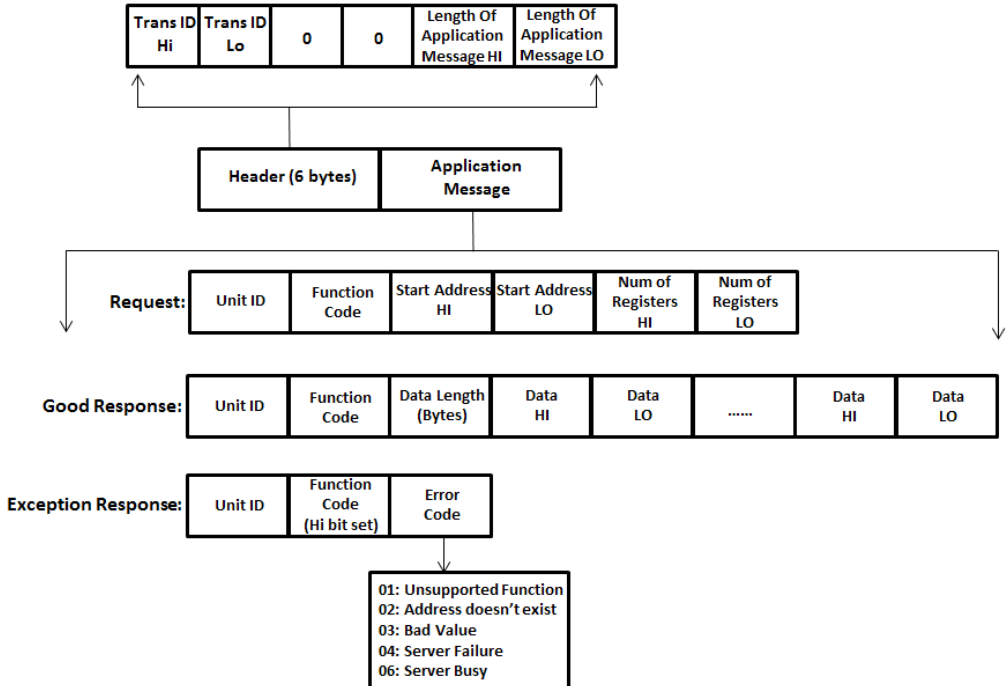 Trans ID
Hi
Trans ID
Lo
0
0
Length Of
Application
Message HI
Length Of
Application
Message LO
Header (6 bytes)
Application
Message
Request:
Unit ID
Function
Code
Start Address
HI
Start Address
LO
Num of
Registers
HI
Num of
Registers
LO
Good Response:
Unit ID
Function
Code
Data Length
(Bytes)
Data
HI
Data
LO
......
Data
HI
Data
LO
Exception Response:
Unit ID
Function
Code
(Hi bit set)
Error
Code
01: Unsupported Function
02: Address doesn't exist
03: Bad Value
04: Server Failure
06: Server Busy